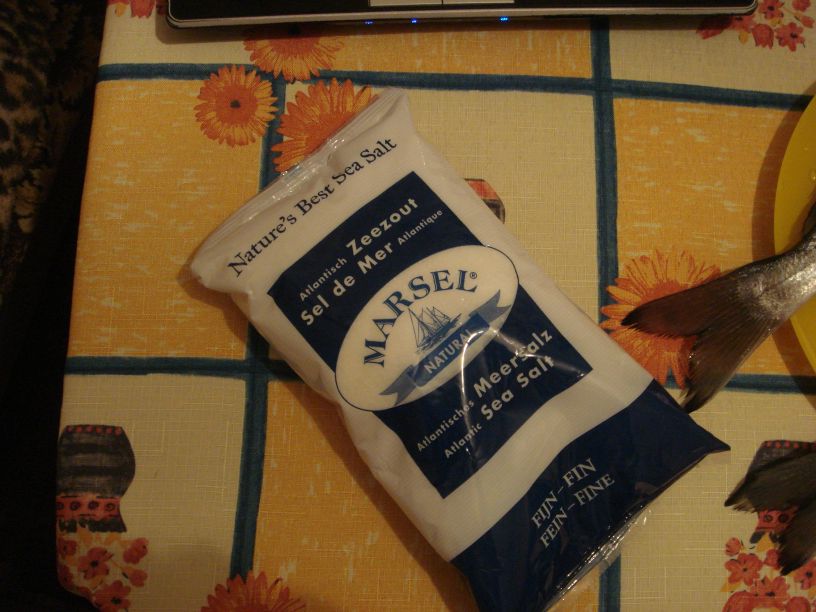 Nature's Best Sea Salt
Atlantisch Zeezout
Sel de Mer Atlantique
MARSEL®
NATURAL
Atlantisches Meersalz
Atlantic Sea Salt
FIJN – FIN
FEIN – FINE